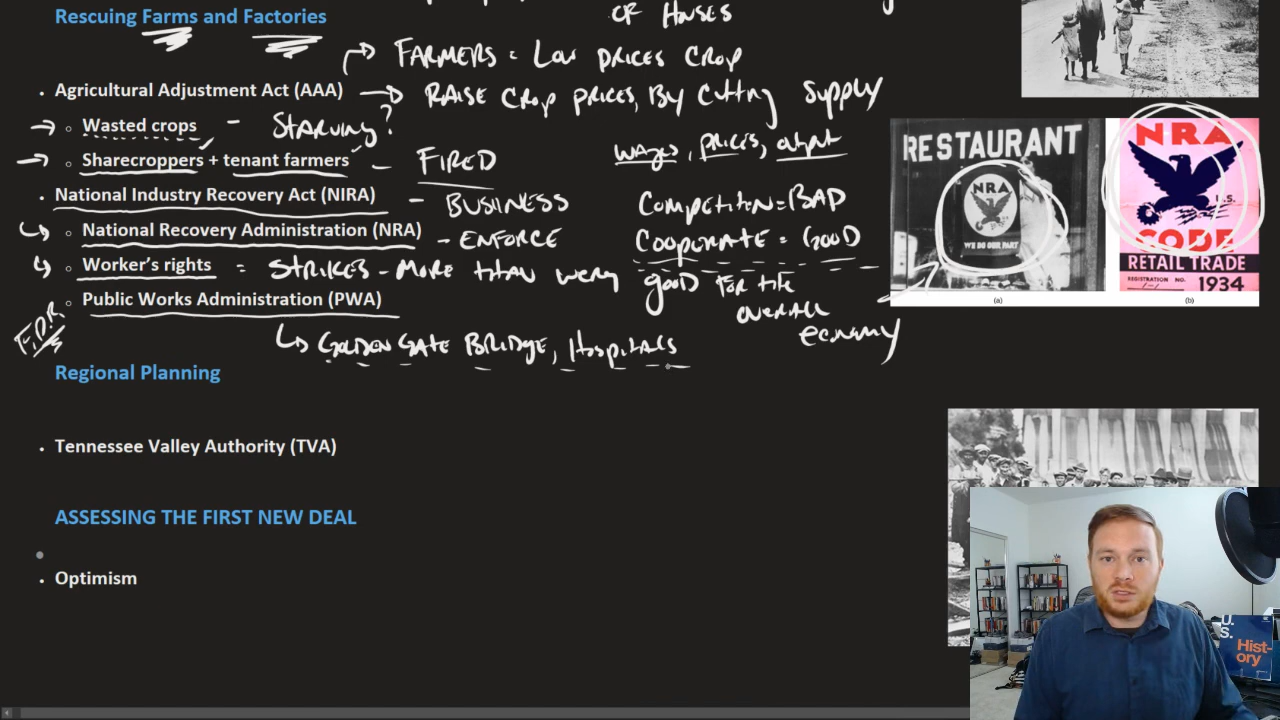 OF HOUSES
Rescuing Farms and Factories
FARMERS = LOW PRICES CROP
Agricultural Adjustment Act (AAA) → RAISE CROP PRICES, By Cutting Supply
Wasted crops - STARVING?
Sharecroppers + tenant farmers - FIRED
WAGES, PRICES, output
National Industry Recovery Act (NIRA) - BUSINESS
COMPETITION = BAD
National Recovery Administration (NRA) - ENFORCE
COOPERATE = GOOD
Worker's rights = STRIKES - MORE than were
good FOR THE
OVERALL
economy
Public Works Administration (PWA)
F.D.R.
GOLDEN GATE BRIDGE, Hospitals
RESTAURANT
NRA
WE DO OUR PART
(a)
NRA
U.S.
CODE
RETAIL TRADE
REGISTRATION NO.
1934
(b)
Regional Planning
Tennessee Valley Authority (TVA)
ASSESSING THE FIRST NEW DEAL
Optimism
U.S.
Hist-
ory